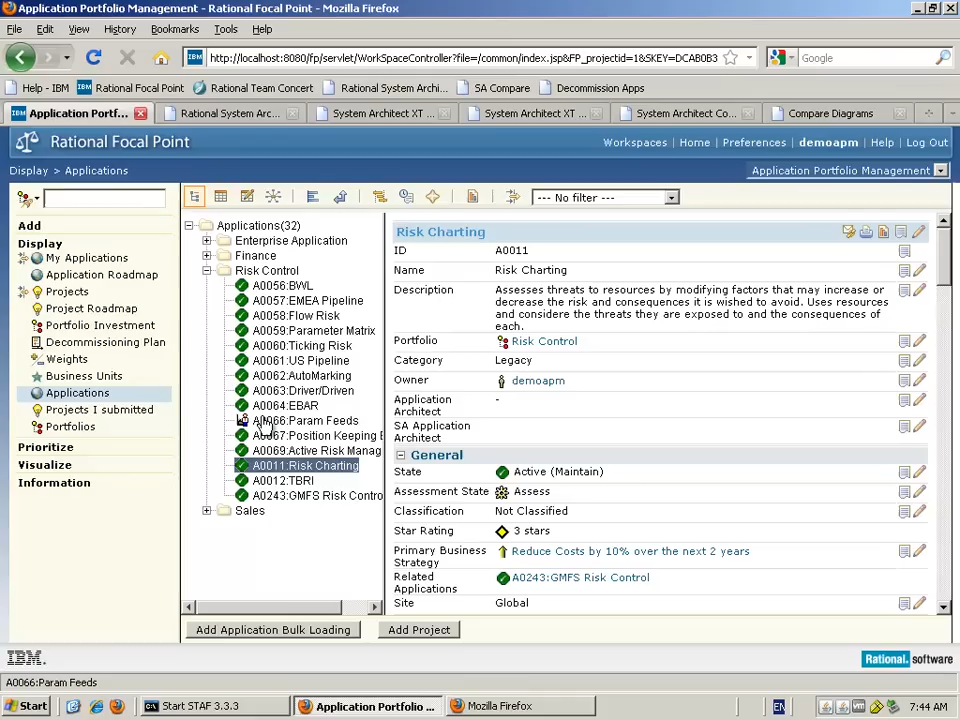 Application Portfolio Management - Rational Focal Point - Mozilla Firefox
File Edit View History Bookmarks Tools Help
http://localhost:8080/fp/servlet/WorkSpaceController?file=/common/index.jsp&FP_projectid=1&SKEY=DCAB0B3
Google
Help - IBM Rational Focal Point Rational Team Concert Rational System Archi... SA Compare Decommission Apps
Application Portf... Rational System Arc... System Architect XT ... System Architect XT ... System Architect Co... Compare Diagrams
Rational Focal Point
Workspaces | Home | Preferences | demoapm | Help | Log Out
Display > Applications
Application Portfolio Management
--- No filter ---
Add
Display
My Applications
Application Roadmap
Projects
Project Roadmap
Portfolio Investment
Decommissioning Plan
Weights
Business Units
Applications
Projects I submitted
Portfolios
Prioritize
Visualize
Information
Applications(32)
Enterprise Application
Finance
Risk Control
A0056:BWL
A0057:EMEA Pipeline
A0058:Flow Risk
A0059:Parameter Matrix
A0060:Ticking Risk
A0061:US Pipeline
A0062:AutoMarking
A0063:Driver/Driven
A0064:EBAR
A0066:Param Feeds
A0067:Position Keeping E
A0069:Active Risk Manag
A0011:Risk Charting
A0012:TBRI
A0243:GMFS Risk Contro
Sales
Risk Charting
ID A0011
Name Risk Charting
Description Assesses threats to resources by modifying factors that may increase or
decrease the risk and consequences it is wished to avoid. Uses resources
and considere the threats they are exposed to and the consequences of
each.
Portfolio Risk Control
Category Legacy
Owner demoapm
Application
Architect -
SA Application
Architect
General
State Active (Maintain)
Assessment State Assess
Classification Not Classified
Star Rating 3 stars
Primary Business
Strategy Reduce Costs by 10% over the next 2 years
Related
Applications A0243:GMFS Risk Control
Site Global
Add Application Bulk Loading Add Project
IBM. Rational. software
A0066:Param Feeds
Start Start STAF 3.3.3 Application Portfolio ... Mozilla Firefox EN 7:44 AM